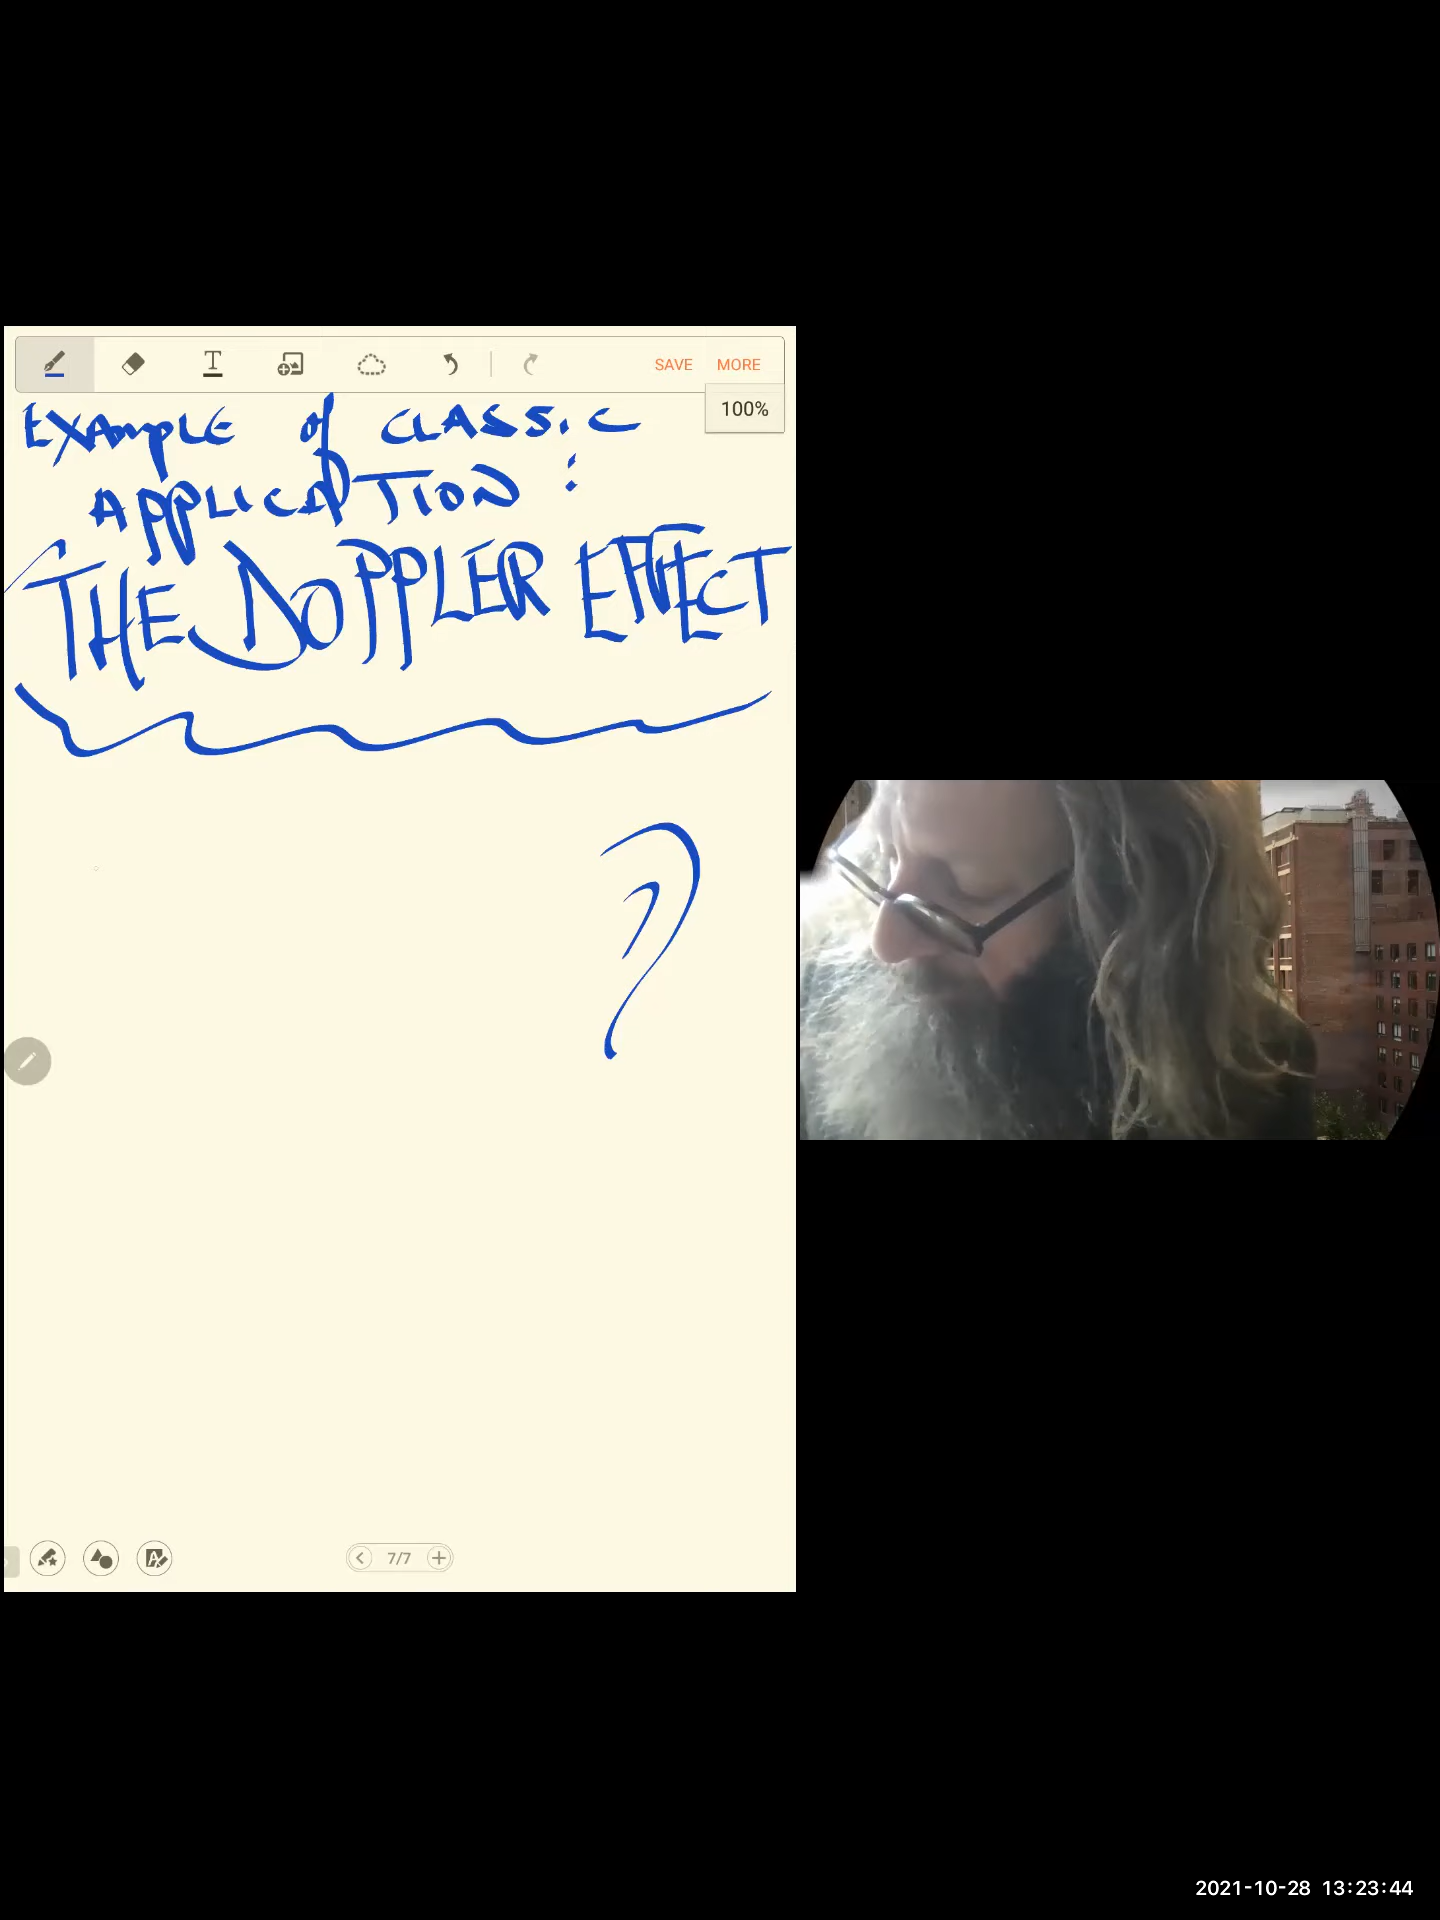 T
SAVE MORE
100%
EXAMPLE of CLASSIC
APPLICATION :
THE DOPPLER EFFECT
?
A
7/7
2021-10-28 13:23:44